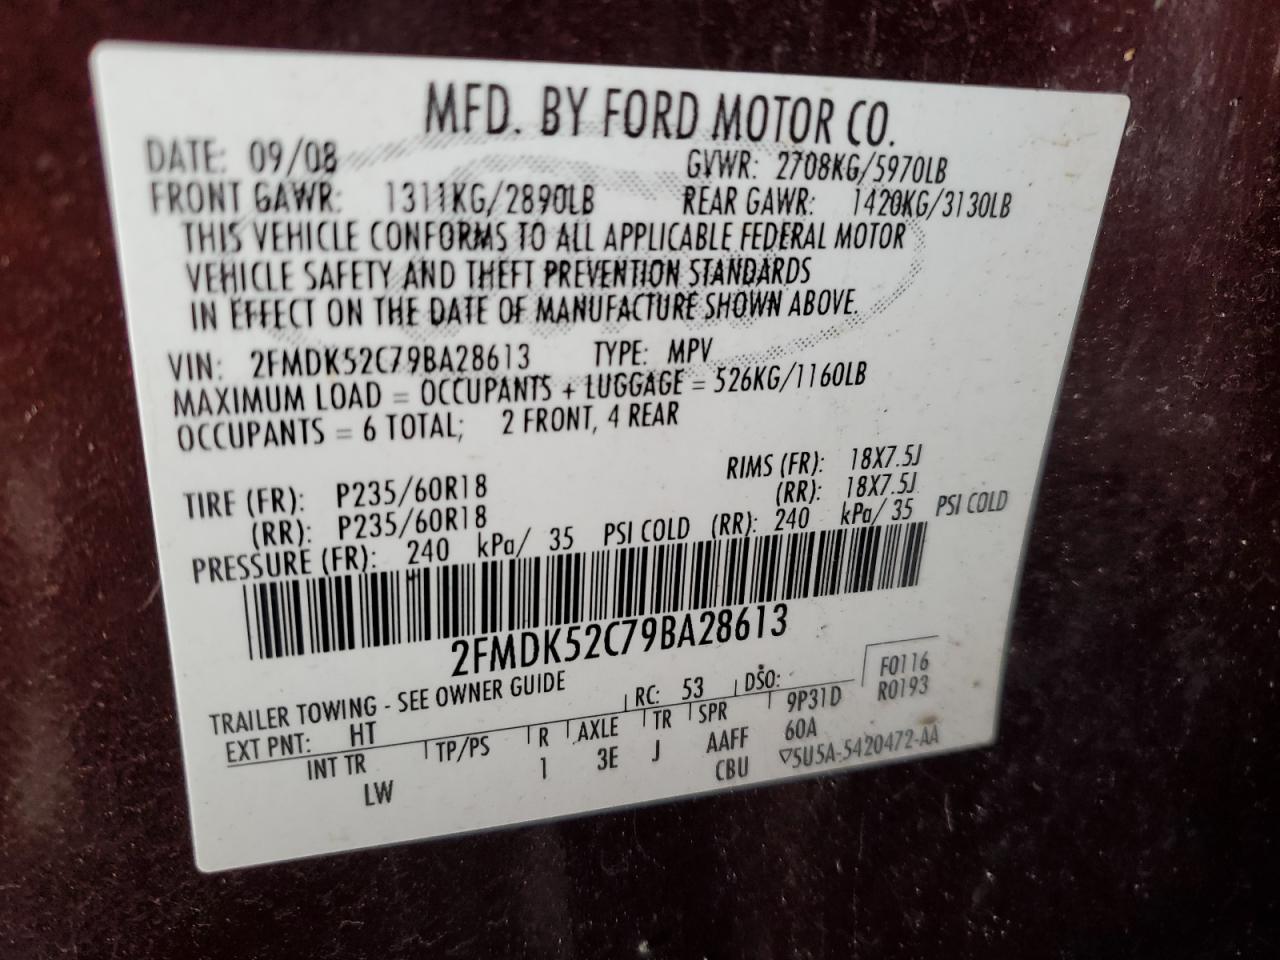 MFD. BY FORD MOTOR CO.
DATE: 09/08 GVWR: 2708KG/5970LB
FRONT GAWR: 1311KG/2890LB REAR GAWR: 1420KG/3130LB
THIS VEHICLE CONFORMS TO ALL APPLICABLE FEDERAL MOTOR
VEHICLE SAFETY AND THEFT PREVENTION STANDARDS
IN EFFECT ON THE DATE OF MANUFACTURE SHOWN ABOVE.
VIN: 2FMDK52C79BA28613 TYPE: MPV
MAXIMUM LOAD = OCCUPANTS + LUGGAGE = 526KG/1160LB
OCCUPANTS = 6 TOTAL; 2 FRONT, 4 REAR
TIRE (FR): P235/60R18 RIMS (FR): 18X7.5J
(RR): P235/60R18 (RR): 18X7.5J
PRESSURE (FR): 240 kPa/ 35 PSI COLD (RR): 240 kPa/ 35 PSI COLD
2FMDK52C79BA28613
TRAILER TOWING - SEE OWNER GUIDE F0116
EXT PNT: HT RC: 53 DSO: R0193
INT TR TP/PS R AXLE TR SPR 9P31D
LW 1 3E J AAFF 60A
CBU ▽5U5A-5420472-AA